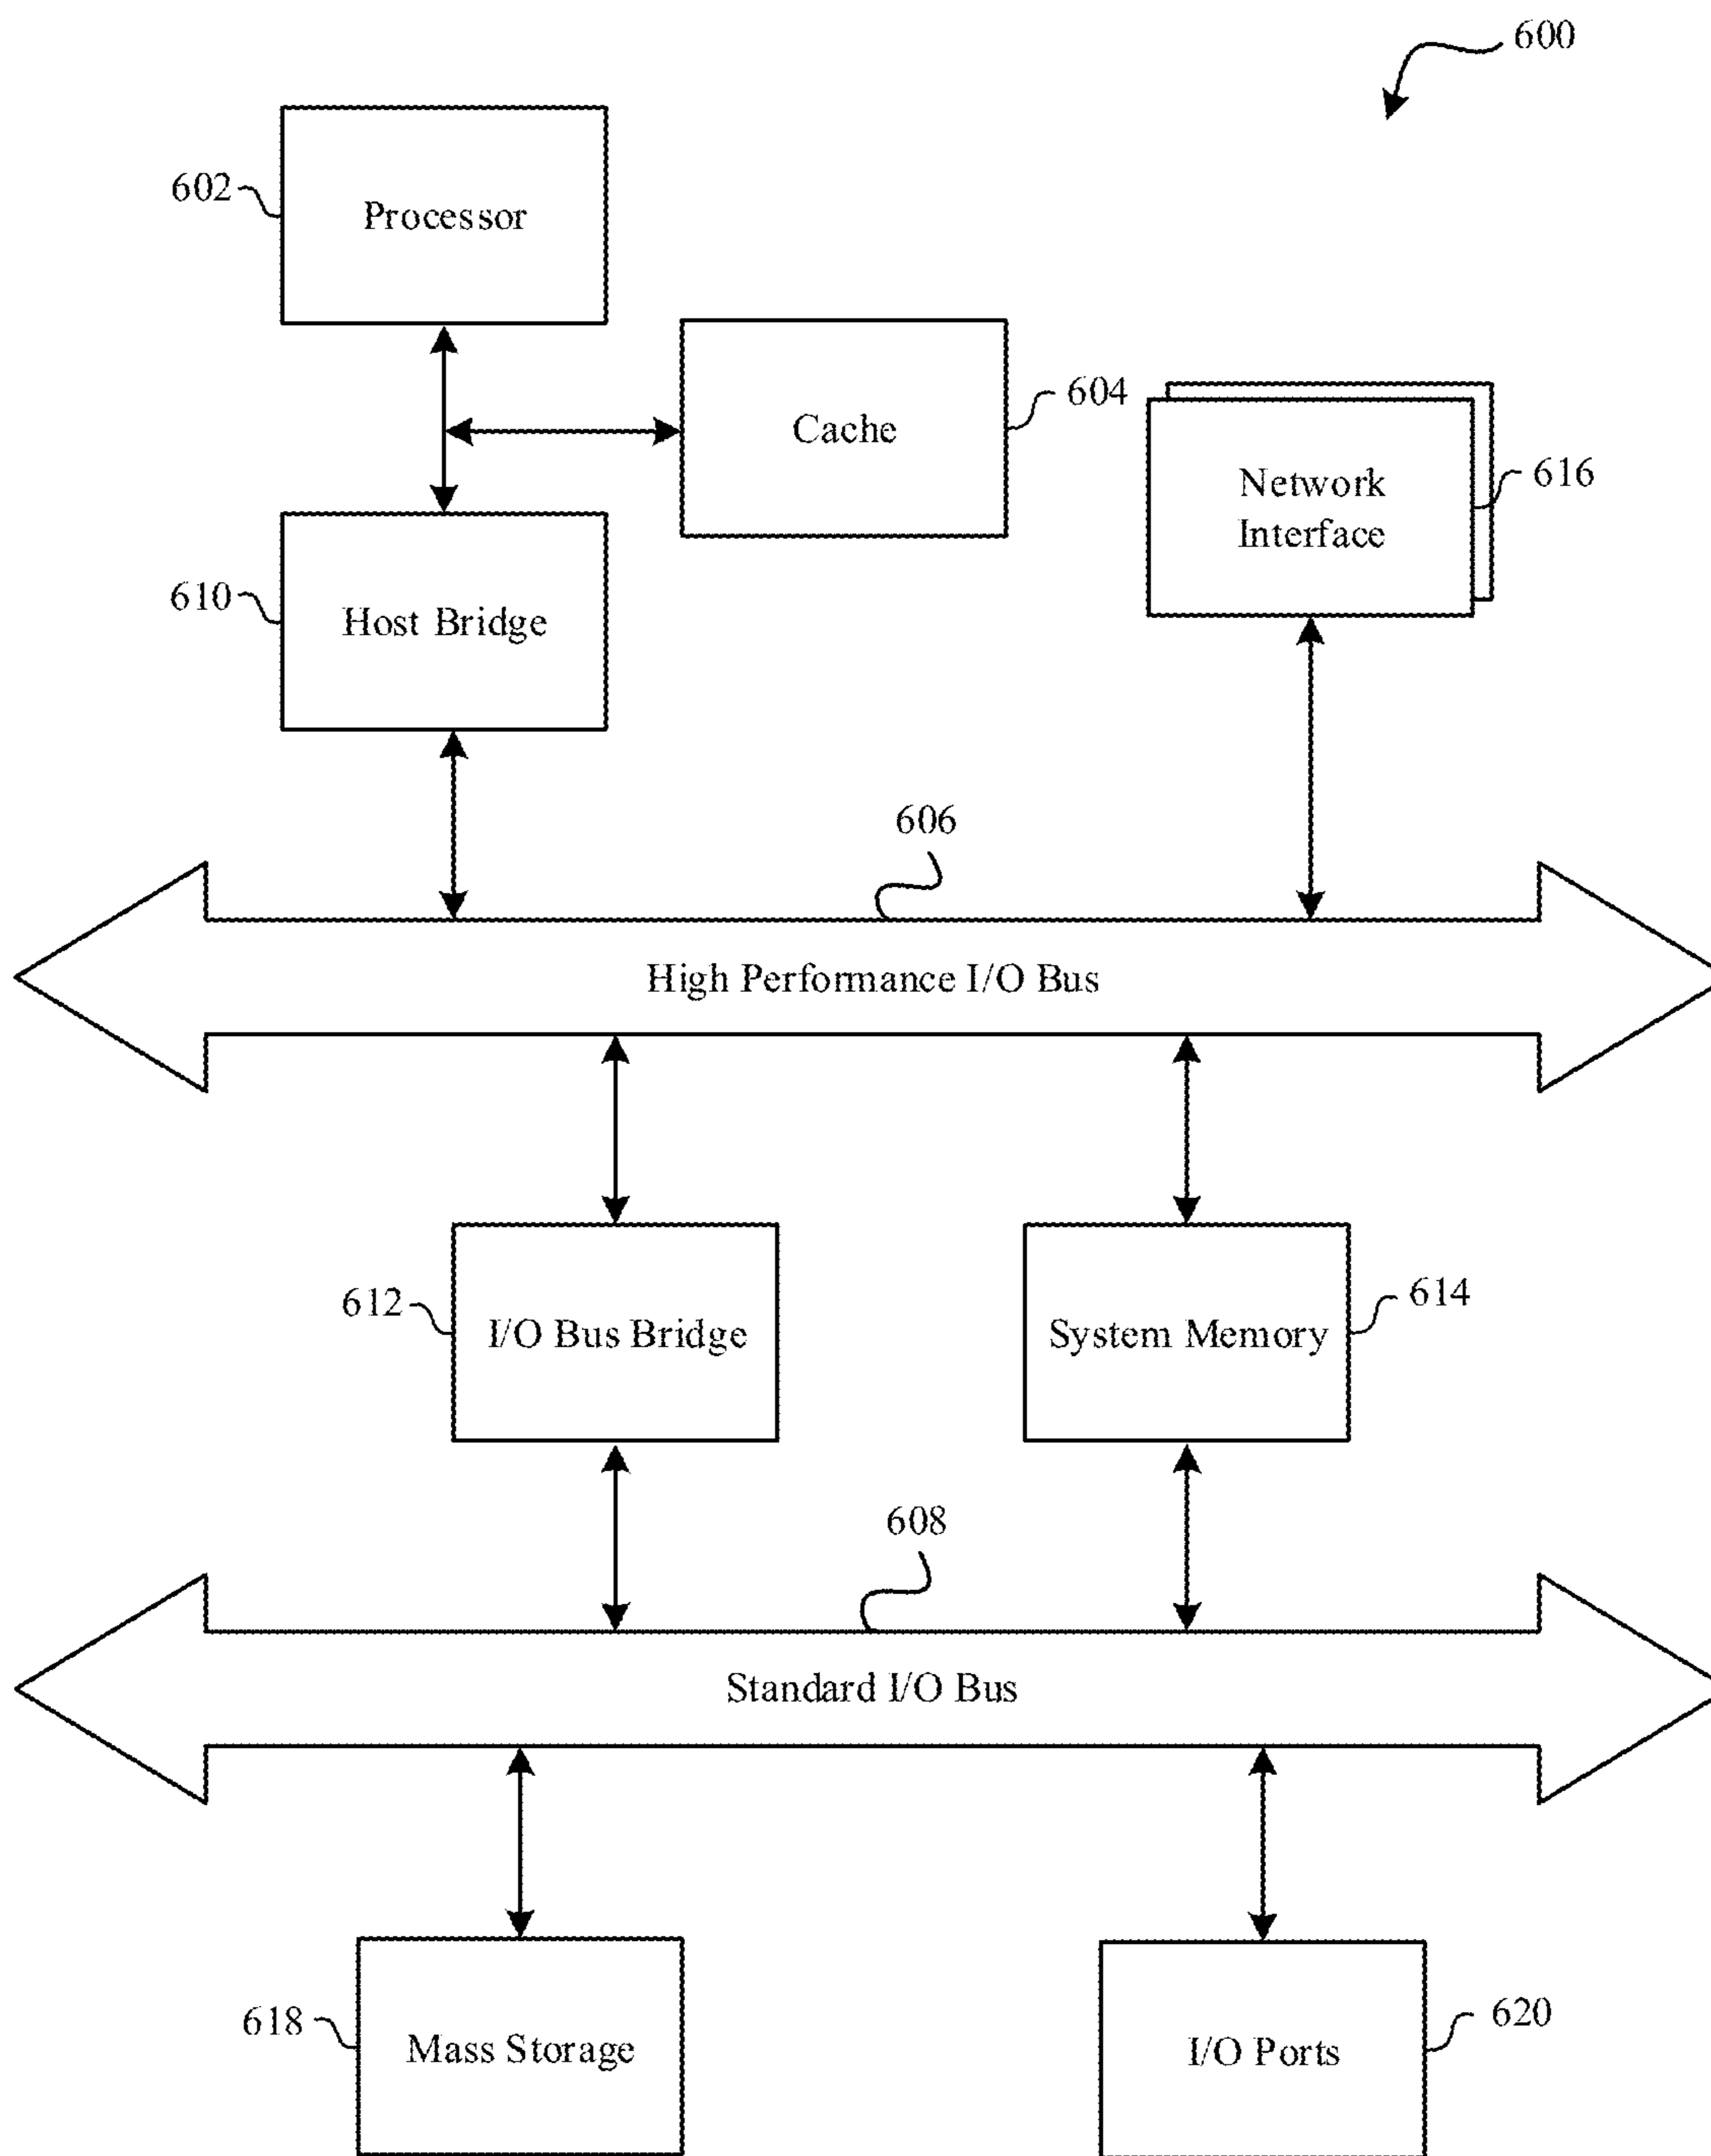 600
602
Processor
604
Cache
616
Network
Interface
610
Host Bridge
606
High Performance I/O Bus
612
I/O Bus Bridge
614
System Memory
608
Standard I/O Bus
618
Mass Storage
620
I/O Ports